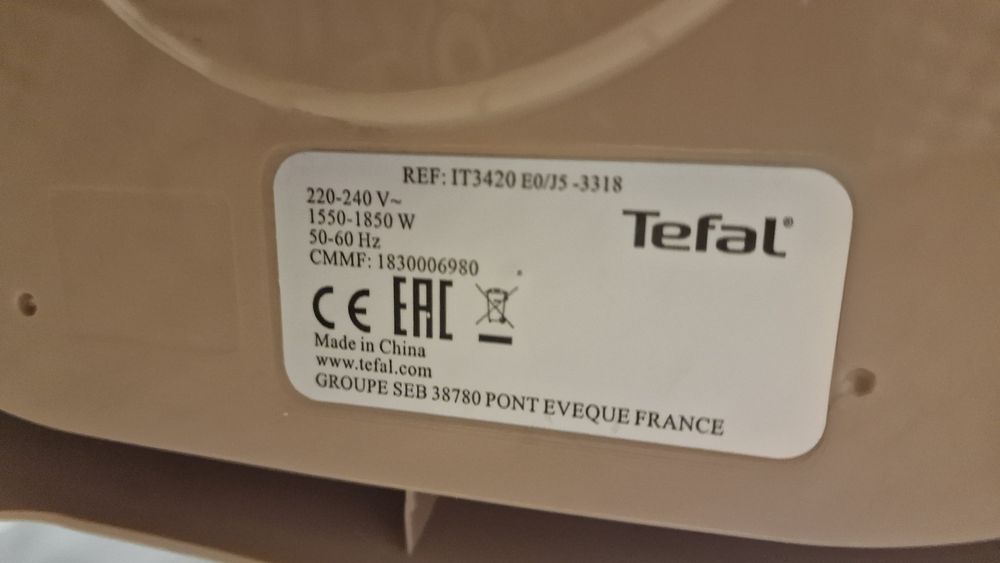 REF: IT3420 E0/J5 -3318
220-240 V~
1550-1850 W
50-60 Hz
CMMF: 1830006980
Tefal®
CE EAC
Made in China
www.tefal.com
GROUPE SEB 38780 PONT EVEQUE FRANCE